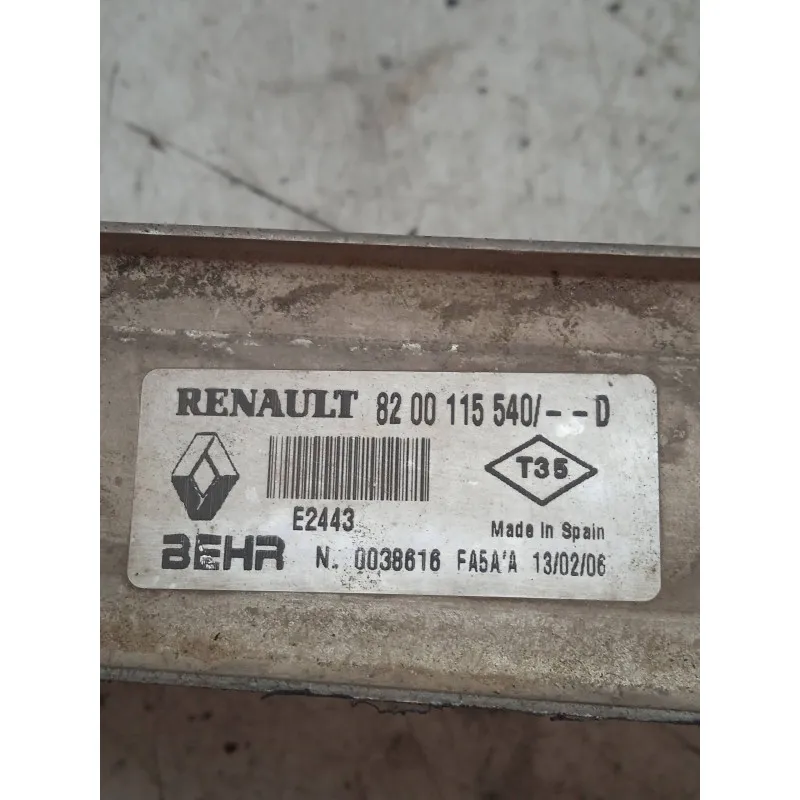 RENAULT 82 00 115 540/--D
T35
E2443
Made In Spain
BEHR N. 0038616 FA5A'A 13/02/06